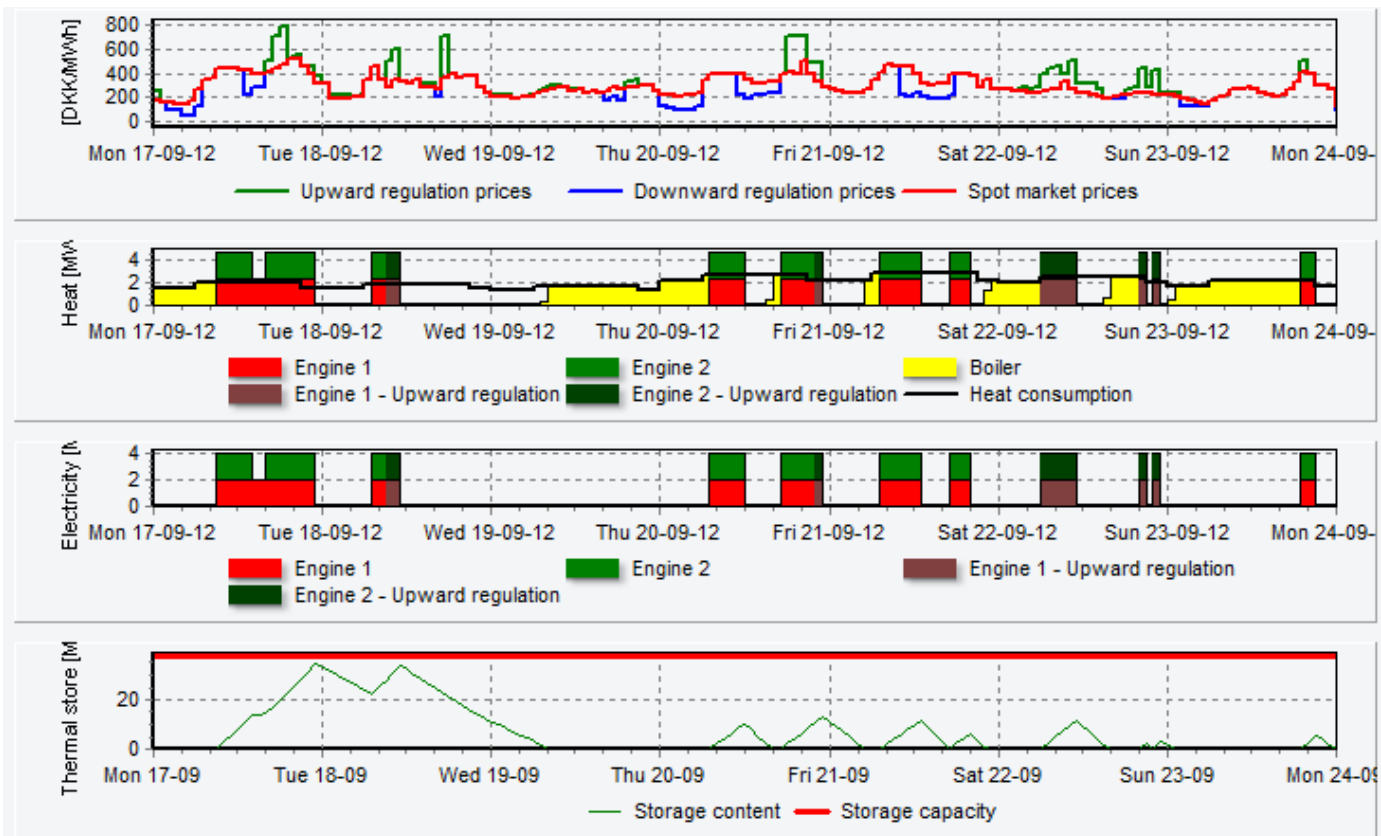 [DKK/MWh]
800
600
400
200
0
Mon 17-09-12 Tue 18-09-12 Wed 19-09-12 Thu 20-09-12 Fri 21-09-12 Sat 22-09-12 Sun 23-09-12 Mon 24-09-
Upward regulation prices Downward regulation prices Spot market prices
Heat [MW
4
2
0
Mon 17-09-12 Tue 18-09-12 Wed 19-09-12 Thu 20-09-12 Fri 21-09-12 Sat 22-09-12 Sun 23-09-12 Mon 24-09-
Engine 1 Engine 2 Boiler
Engine 1 - Upward regulation Engine 2 - Upward regulation Heat consumption
Electricity [M
4
2
0
Mon 17-09-12 Tue 18-09-12 Wed 19-09-12 Thu 20-09-12 Fri 21-09-12 Sat 22-09-12 Sun 23-09-12 Mon 24-09-
Engine 1 Engine 2 Engine 1 - Upward regulation
Engine 2 - Upward regulation
Thermal store [M
20
0
Mon 17-09 Tue 18-09 Wed 19-09 Thu 20-09 Fri 21-09 Sat 22-09 Sun 23-09 Mon 24-09
Storage content Storage capacity